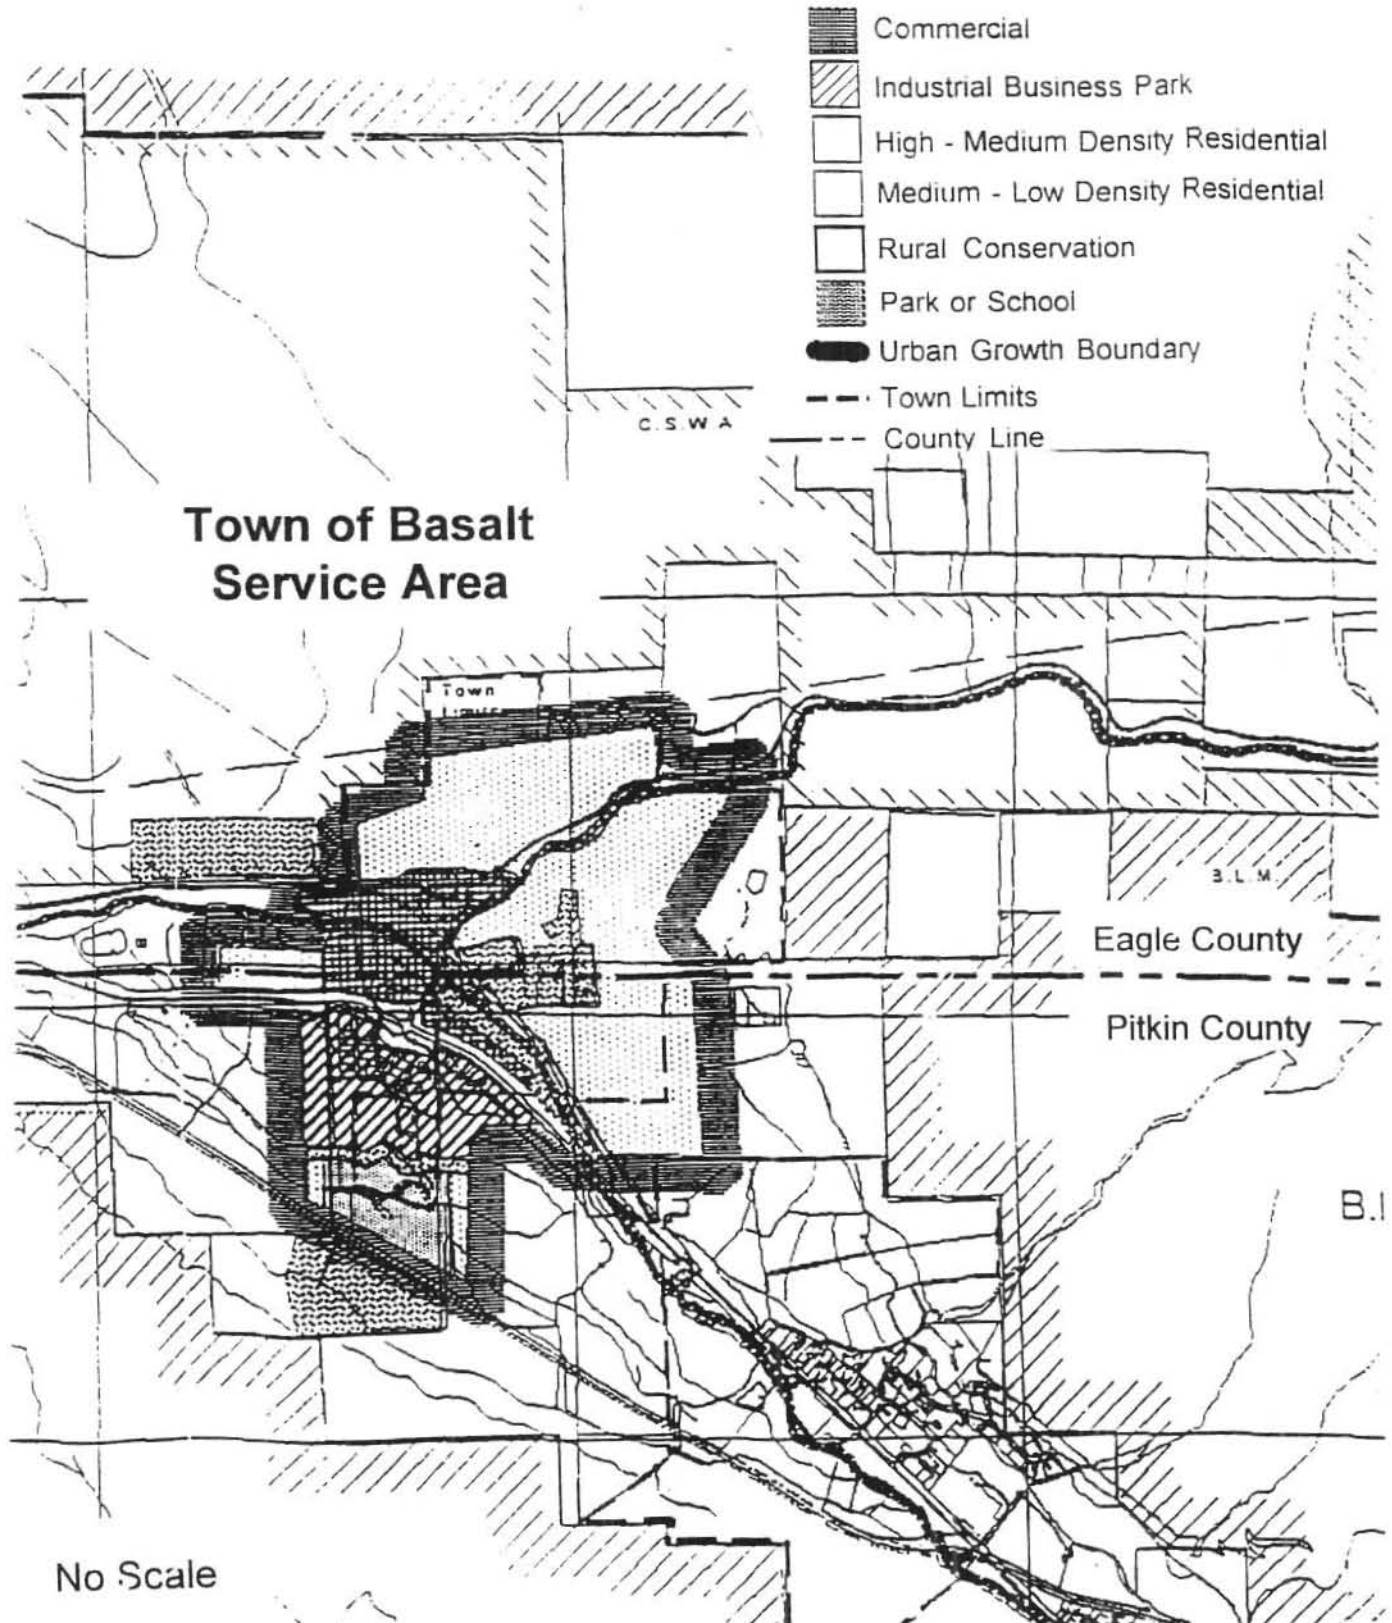 Commercial
Industrial Business Park
High - Medium Density Residential
Medium - Low Density Residential
Rural Conservation
Park or School
Urban Growth Boundary
Town Limits
County Line
C.S.W.A
Town of Basalt
Service Area
Town
Limits
B.L.M.
Eagle County
Pitkin County
B.
No Scale